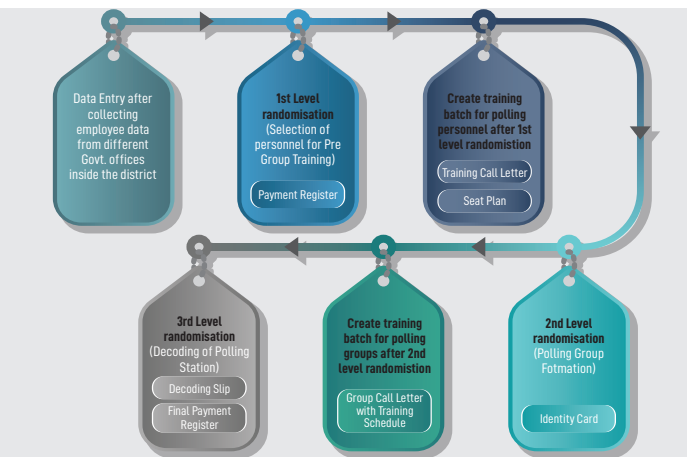 Data Entry after
collecting
employee data
from different
Govt. offices
inside the district
1st Level
randomisation
(Selection of
personnel for Pre
Group Training)
Payment Register
Create training
batch for polling
personnel after 1st
level randomistion
Training Call Letter
Seat Plan
2nd Level
randomisation
(Polling Group
Fotmation)
Identity Card
Create training
batch for polling
groups after 2nd
level randomistion
Group Call Letter
with Training
Schedule
3rd Level
randomisation
(Decoding of Polling
Station)
Decoding Slip
Final Payment
Register